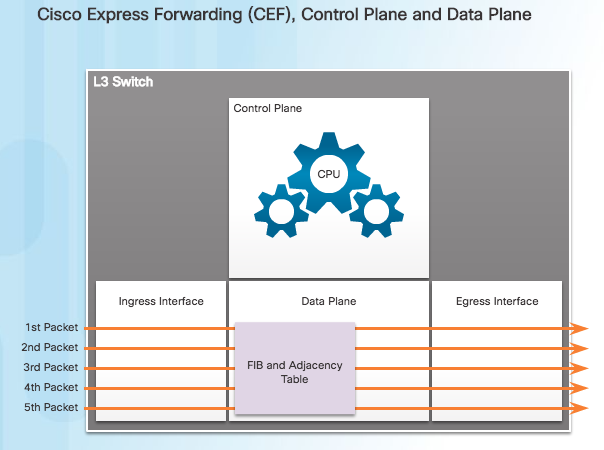 Cisco Express Forwarding (CEF), Control Plane and Data Plane
L3 Switch
Control Plane
CPU
Ingress Interface
Data Plane
Egress Interface
1st Packet
2nd Packet
3rd Packet
4th Packet
5th Packet
FIB and Adjacency
Table